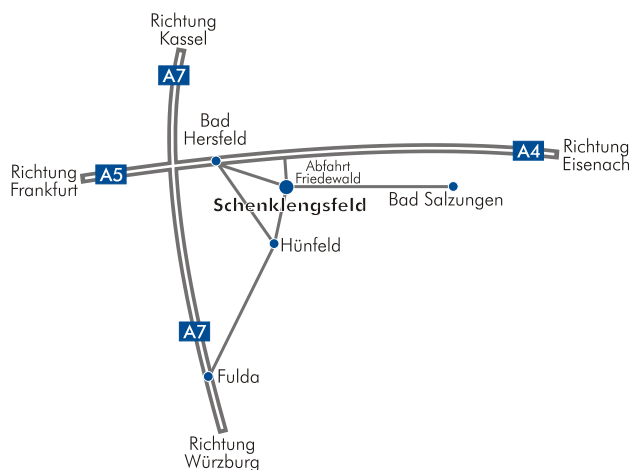 Richtung
Kassel
A7
Bad
Hersfeld
A4
Richtung
Eisenach
Richtung
Frankfurt
A5
Abfahrt
Friedewald
Schenklengsfeld
Bad Salzungen
Hünfeld
A7
Fulda
Richtung
Würzburg